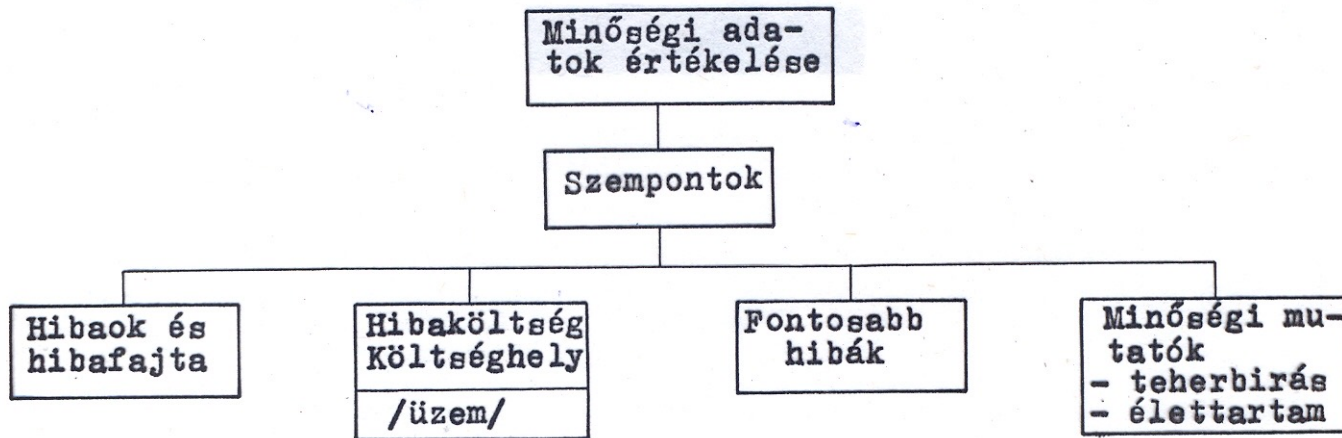 Minőségi ada-
tok értékelése
Szempontok
Hibaok és
hibafajta
Hibaköltség
Költséghely
/üzem/
Fontosabb
hibák
Minőségi mu-
tatók
- teherbirás
- élettartam